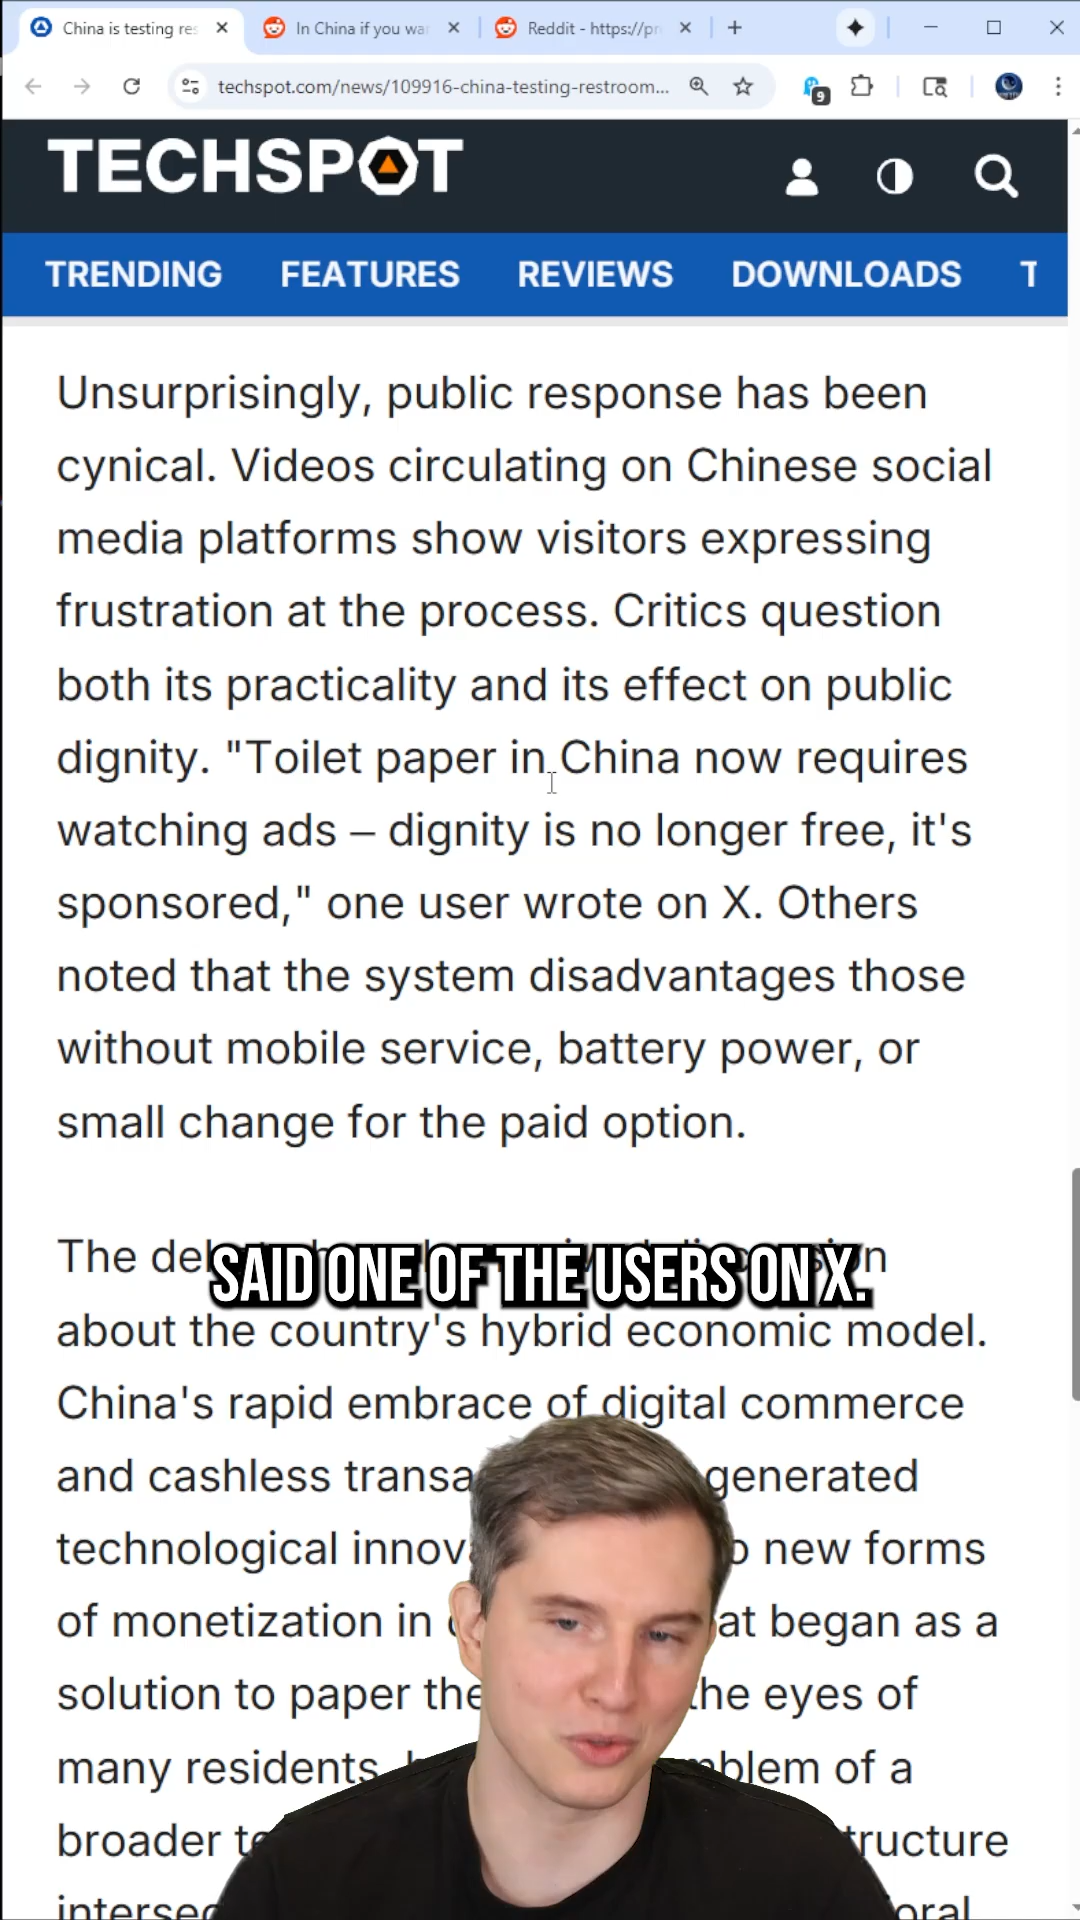 China is testing res
In China if you wa
Reddit - https://pr
techspot.com/news/109916-china-testing-restroom...
9
TECHSPOT
TRENDING FEATURES REVIEWS DOWNLOADS T
Unsurprisingly, public response has been
cynical. Videos circulating on Chinese social
media platforms show visitors expressing
frustration at the process. Critics question
both its practicality and its effect on public
dignity. "Toilet paper in China now requires
watching ads – dignity is no longer free, it's
sponsored," one user wrote on X. Others
noted that the system disadvantages those
without mobile service, battery power, or
small change for the paid option.
The
SAID ONE OF THE USERS ON X.
about the country's hybrid economic model.
China's rapid embrace of digital commerce
and cashless transa generated
technological innov new forms
of monetization in at began as a
solution to paper the the eyes of
many residents, blem of a
broader te tructure
intersec oral